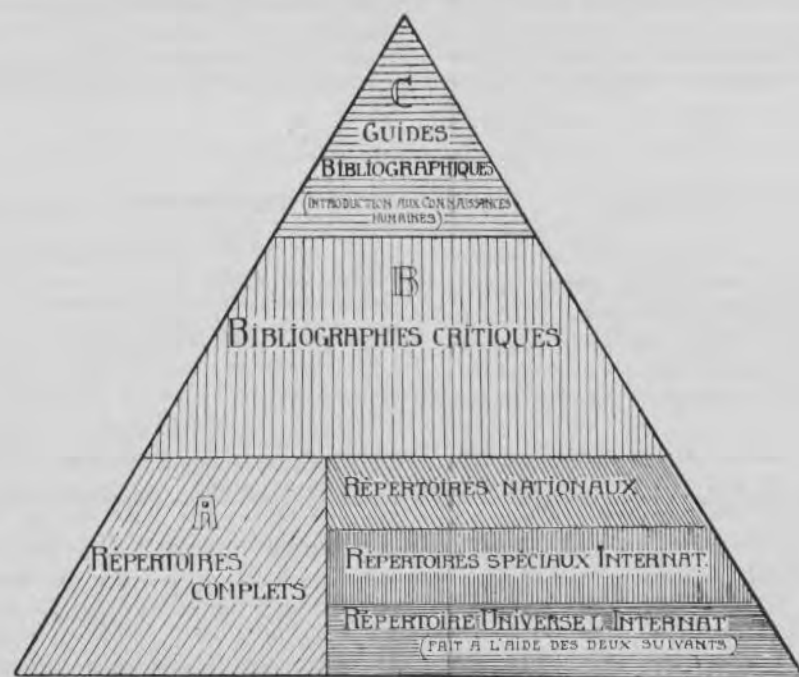 C
GUIDES
BIBLIOGRAPHIQUES
(INTRODUCTION AUX CONNAISSANCES
HUMAINES)
B
BIBLIOGRAPHIES CRITIQUES
A
RÉPERTOIRES
COMPLETS
RÉPERTOIRES NATIONAUX
RÉPERTOIRES SPÉCIAUX INTERNAT.
RÉPERTOIRE UNIVERSEL INTERNAT
(FAIT À L'AIDE DES DEUX SUIVANTS)